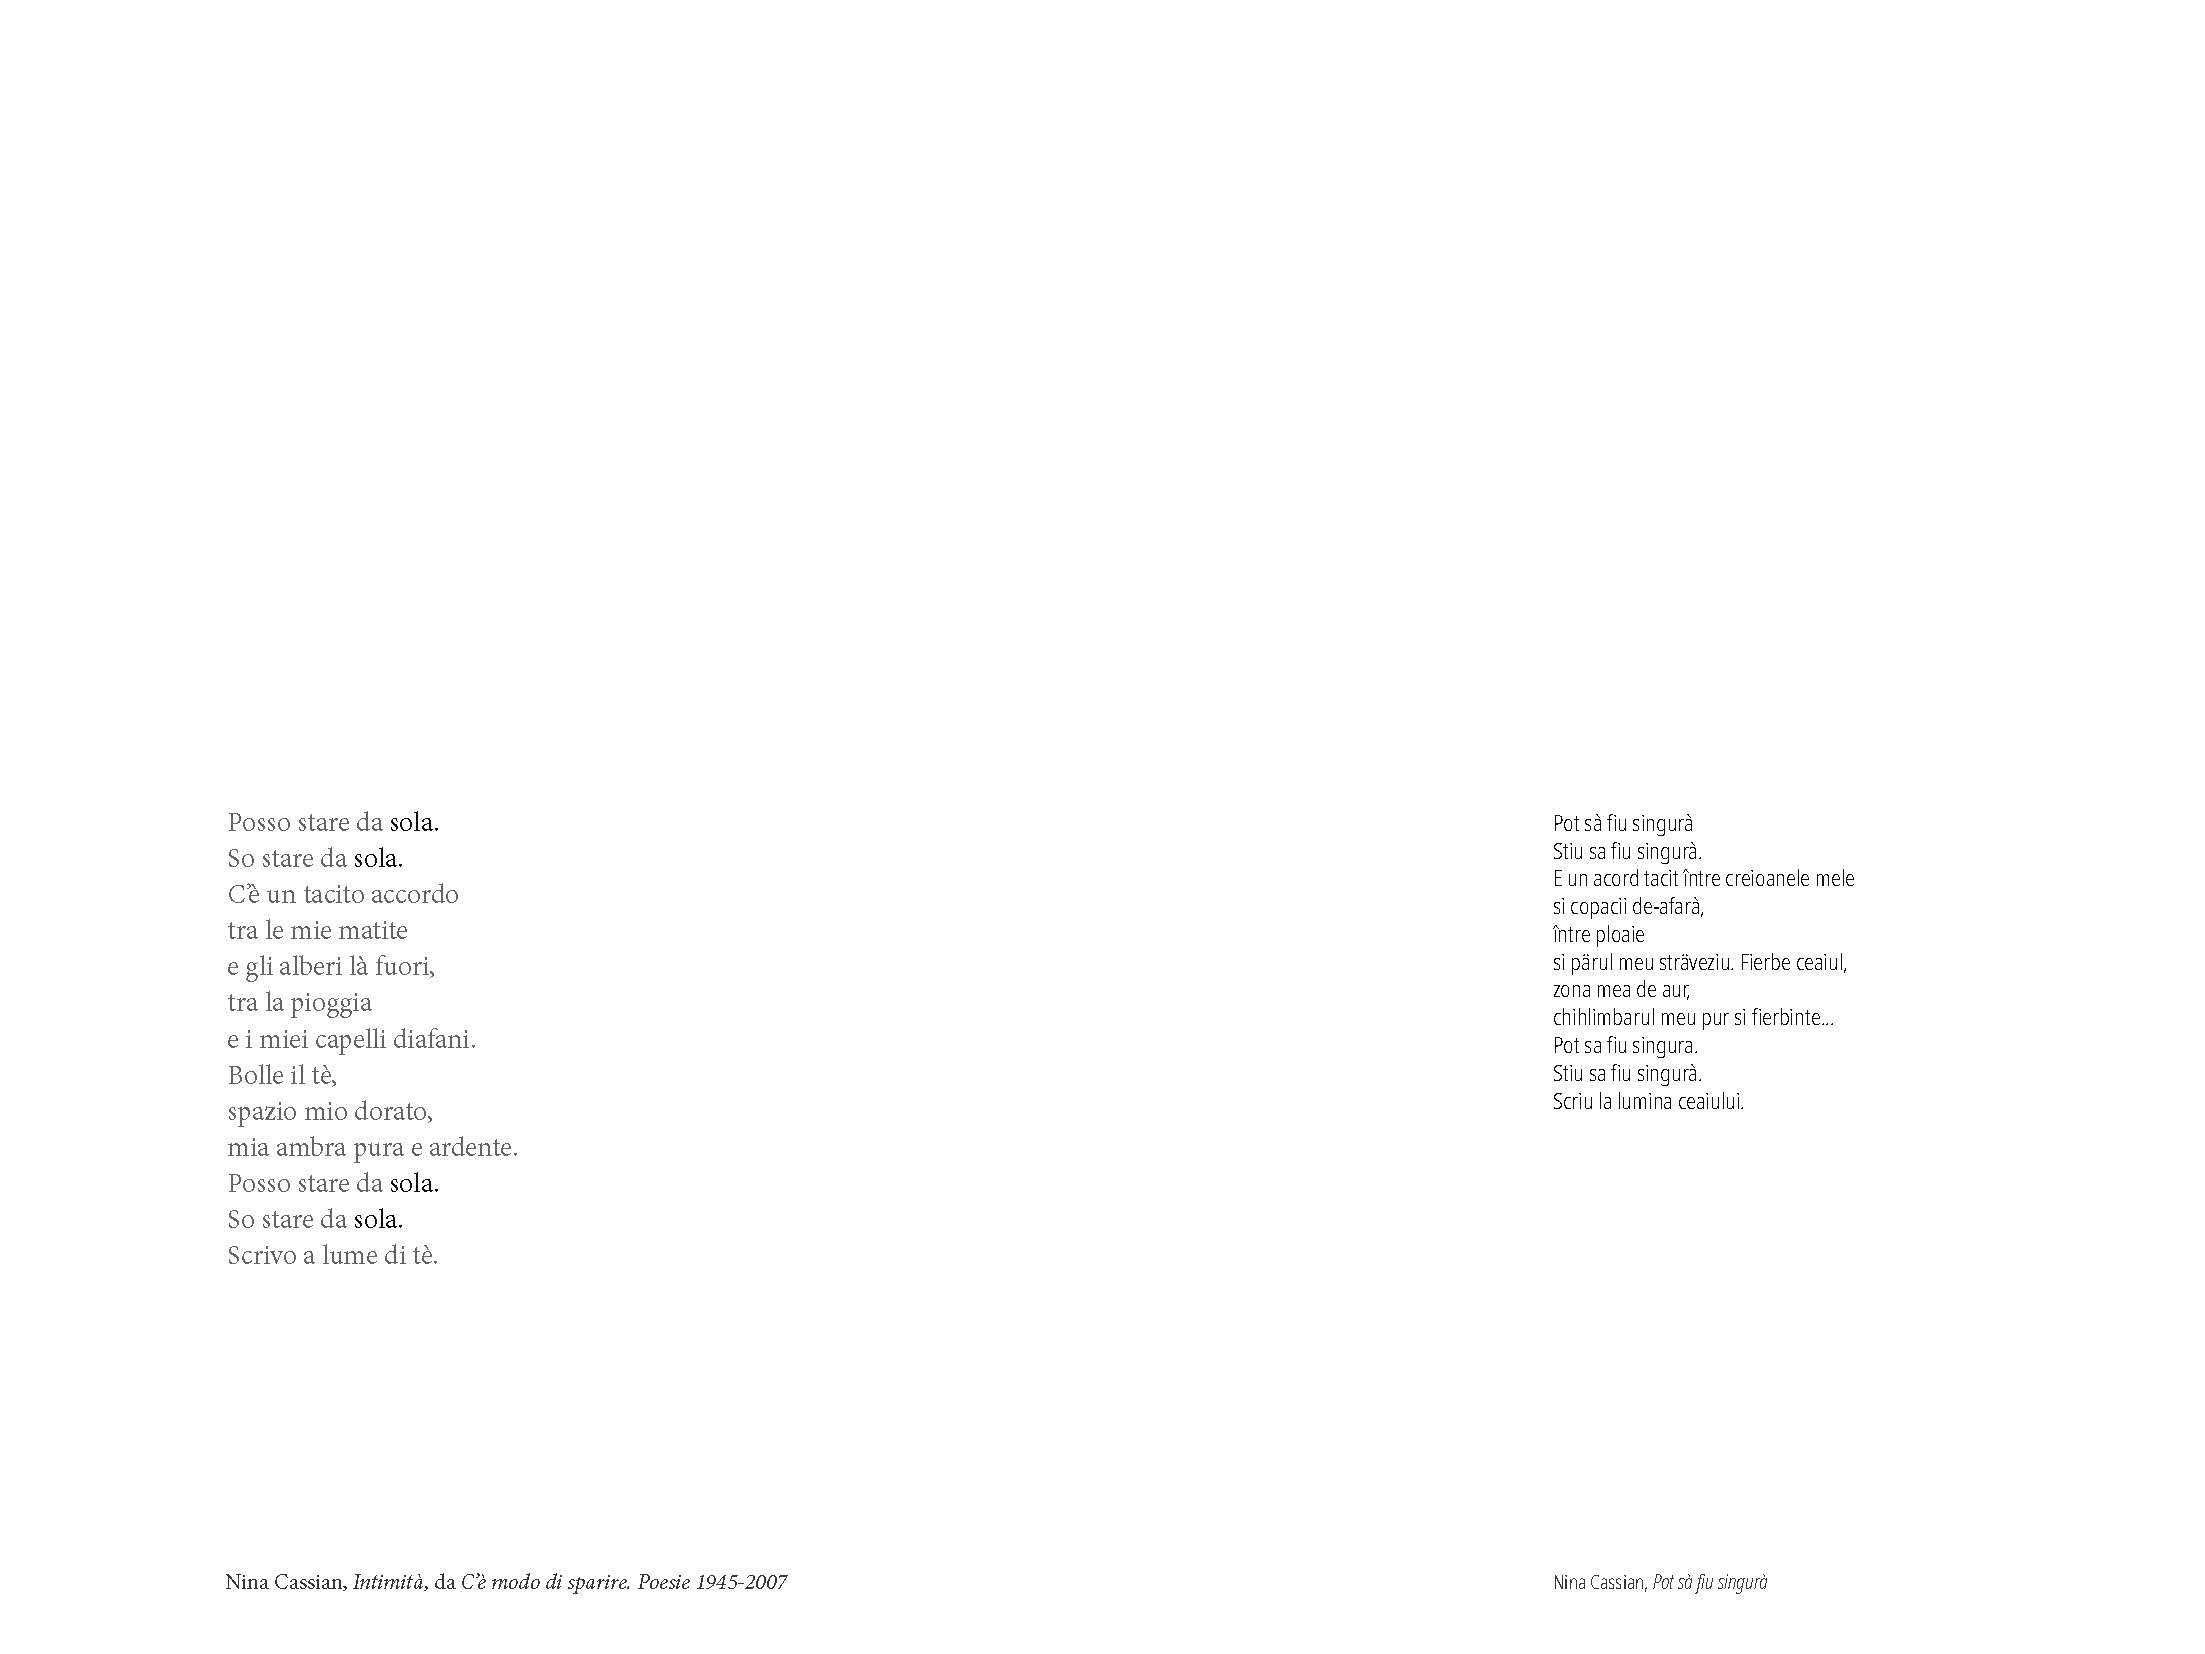 Posso stare da sola.
So stare da sola.
C'è un tacito accordo
tra le mie matite
e gli alberi là fuori,
tra la pioggia
e i miei capelli diafani.
Bolle il tè,
spazio mio dorato,
mia ambra pura e ardente.
Posso stare da sola.
So stare da sola.
Scrivo a lume di tè.
Nina Cassian, Intimità, da C'è modo di sparire. Poesie 1945-2007
Pot sà fiu singurà
Stiu sa fiu singurà.
E un acord tacit între creioanele mele
si copacii de-afarà,
între ploaie
si pärul meu sträveziu. Fierbe ceaiul,
zona mea de aur,
chihlimbarul meu pur si fierbinte...
Pot sa fiu singura.
Stiu sa fiu singurà.
Scriu la lumina ceaiului.
Nina Cassian, Pot sà fiu singurà